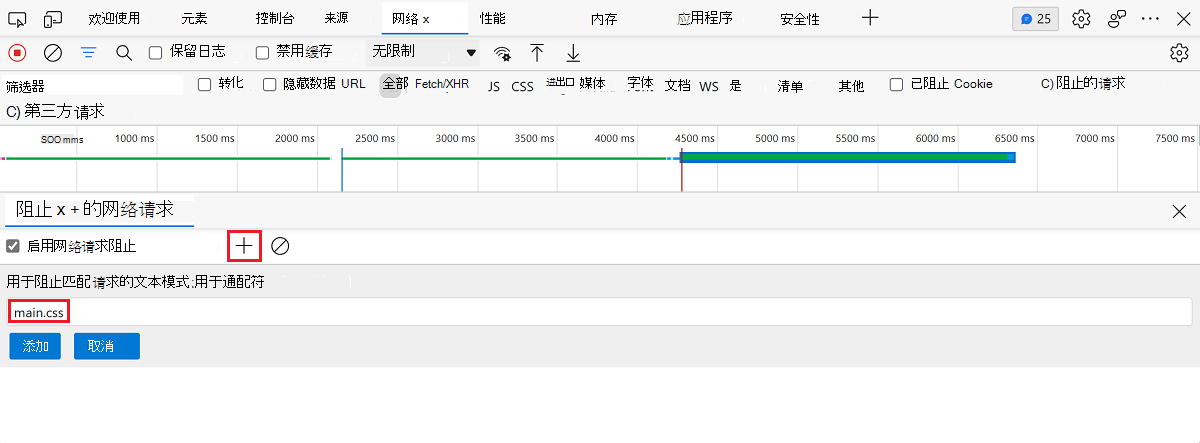 欢迎使用 元素 控制台 来源 网络 x 性能 内存 应用程序 安全性 25
保留日志 禁用缓存 无限制
筛选器 转化 隐藏数据 URL 全部 Fetch/XHR JS CSS 进出口 媒体 字体 文档 WS 是 清单 其他 已阻止 Cookie C) 阻止的请求
C) 第三方请求
SOO mms 1000 ms 1500 ms 2000 ms 2500 ms 3000 ms 3500 ms 4000 ms 4500 ms 5000 ms 5500 ms 6000 ms 6500 ms 7000 ms 7500 ms
阻止 x + 的网络请求
启用网络请求阻止
用于阻止匹配请求的文本模式;用于通配符
main.css
添加 取消